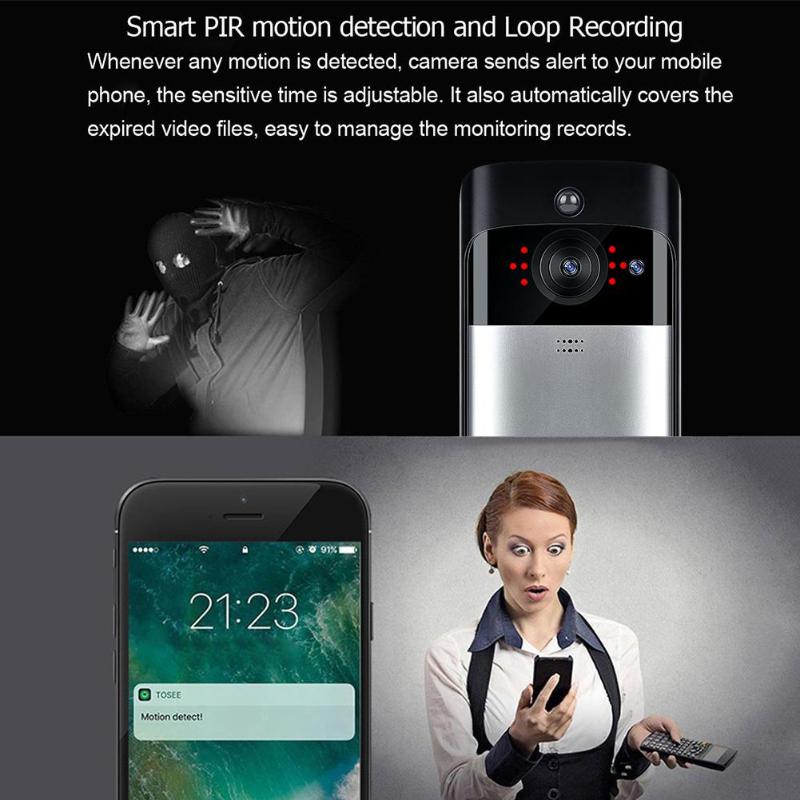 Smart PIR motion detection and Loop Recording
Whenever any motion is detected, camera sends alert to your mobile
phone, the sensitive time is adjustable. It also automatically covers the
expired video files, easy to manage the monitoring records.
91%
21:23
TOSEE
Motion detect!